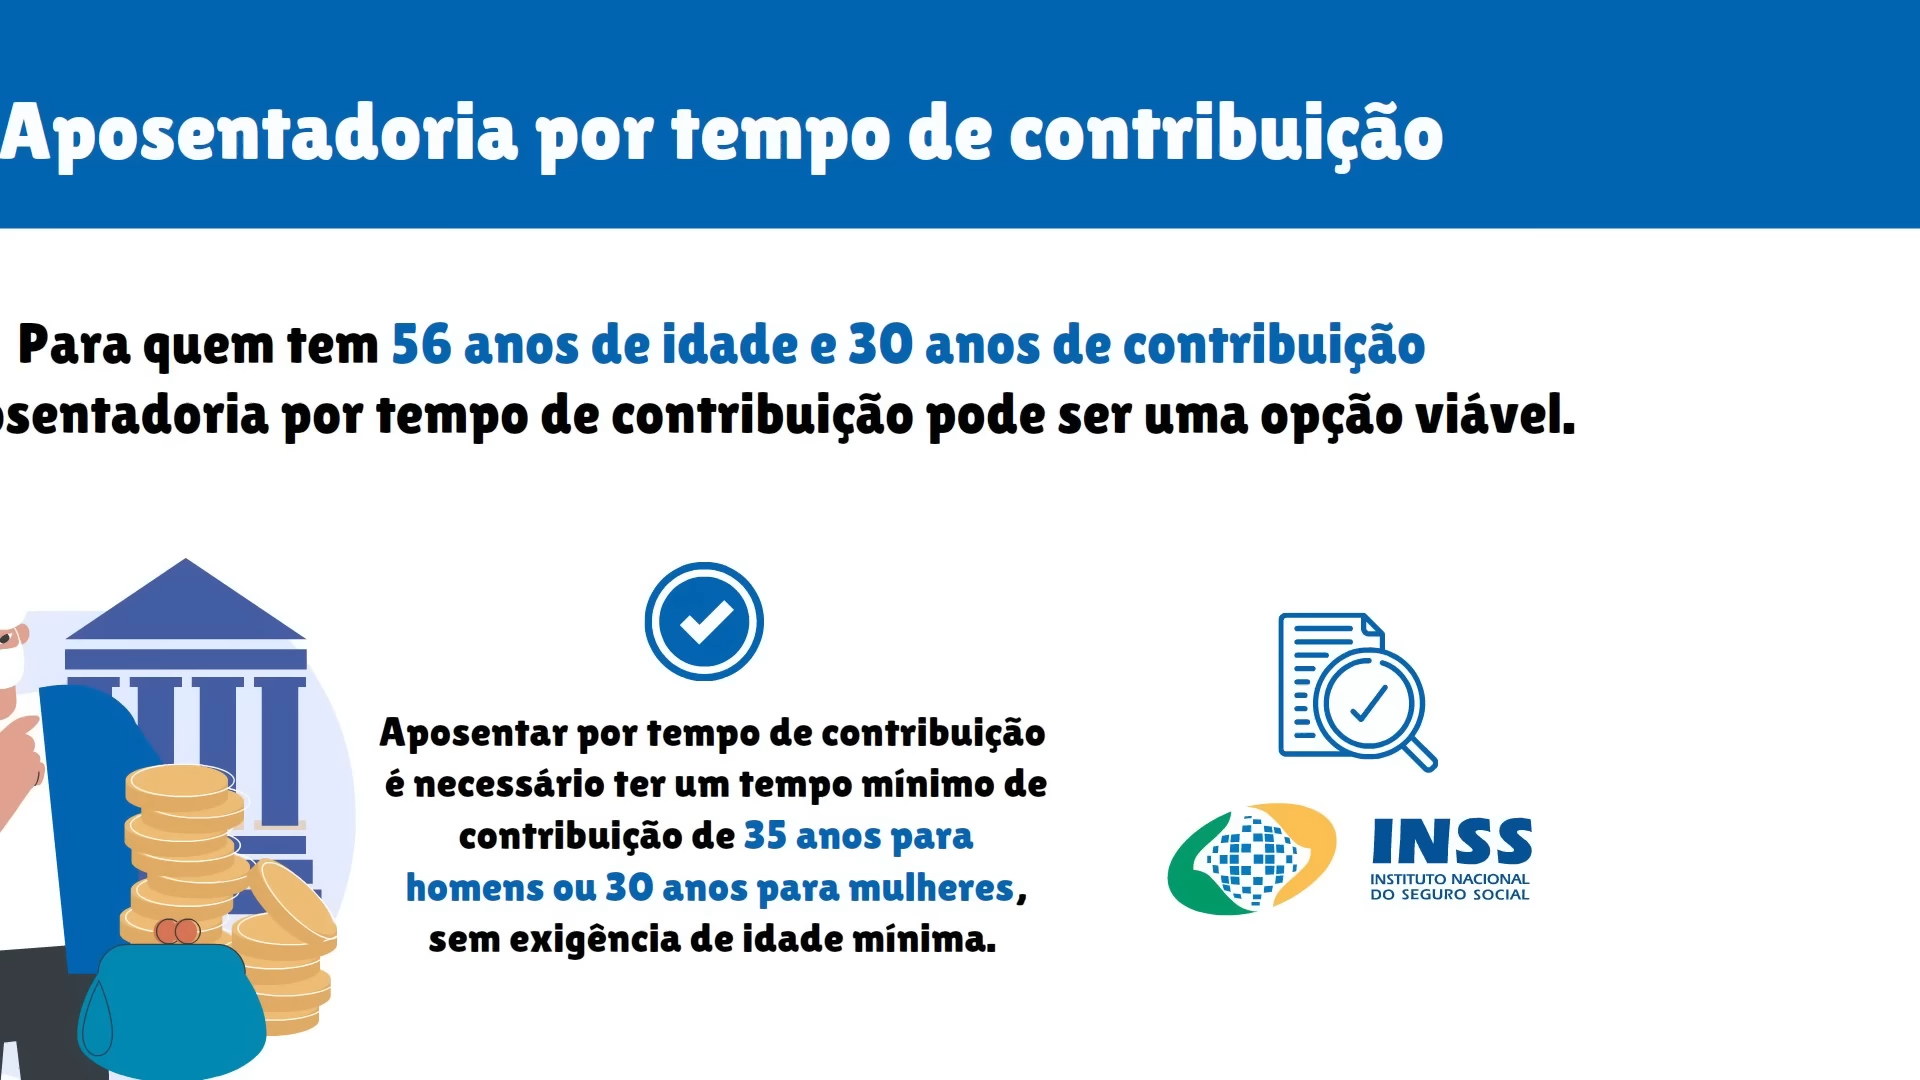 Aposentadoria por tempo de contribuição
Para quem tem 56 anos de idade e 30 anos de contribuição
por tempo de contribuição pode ser uma opção viável.
Aposentar por tempo de contribuição
é necessário ter um tempo mínimo de
contribuição de 35 anos para
homens ou 30 anos para mulheres,
sem exigência de idade mínima.
INSS
INSTITUTO NACIONAL
DO SEGURO SOCIAL